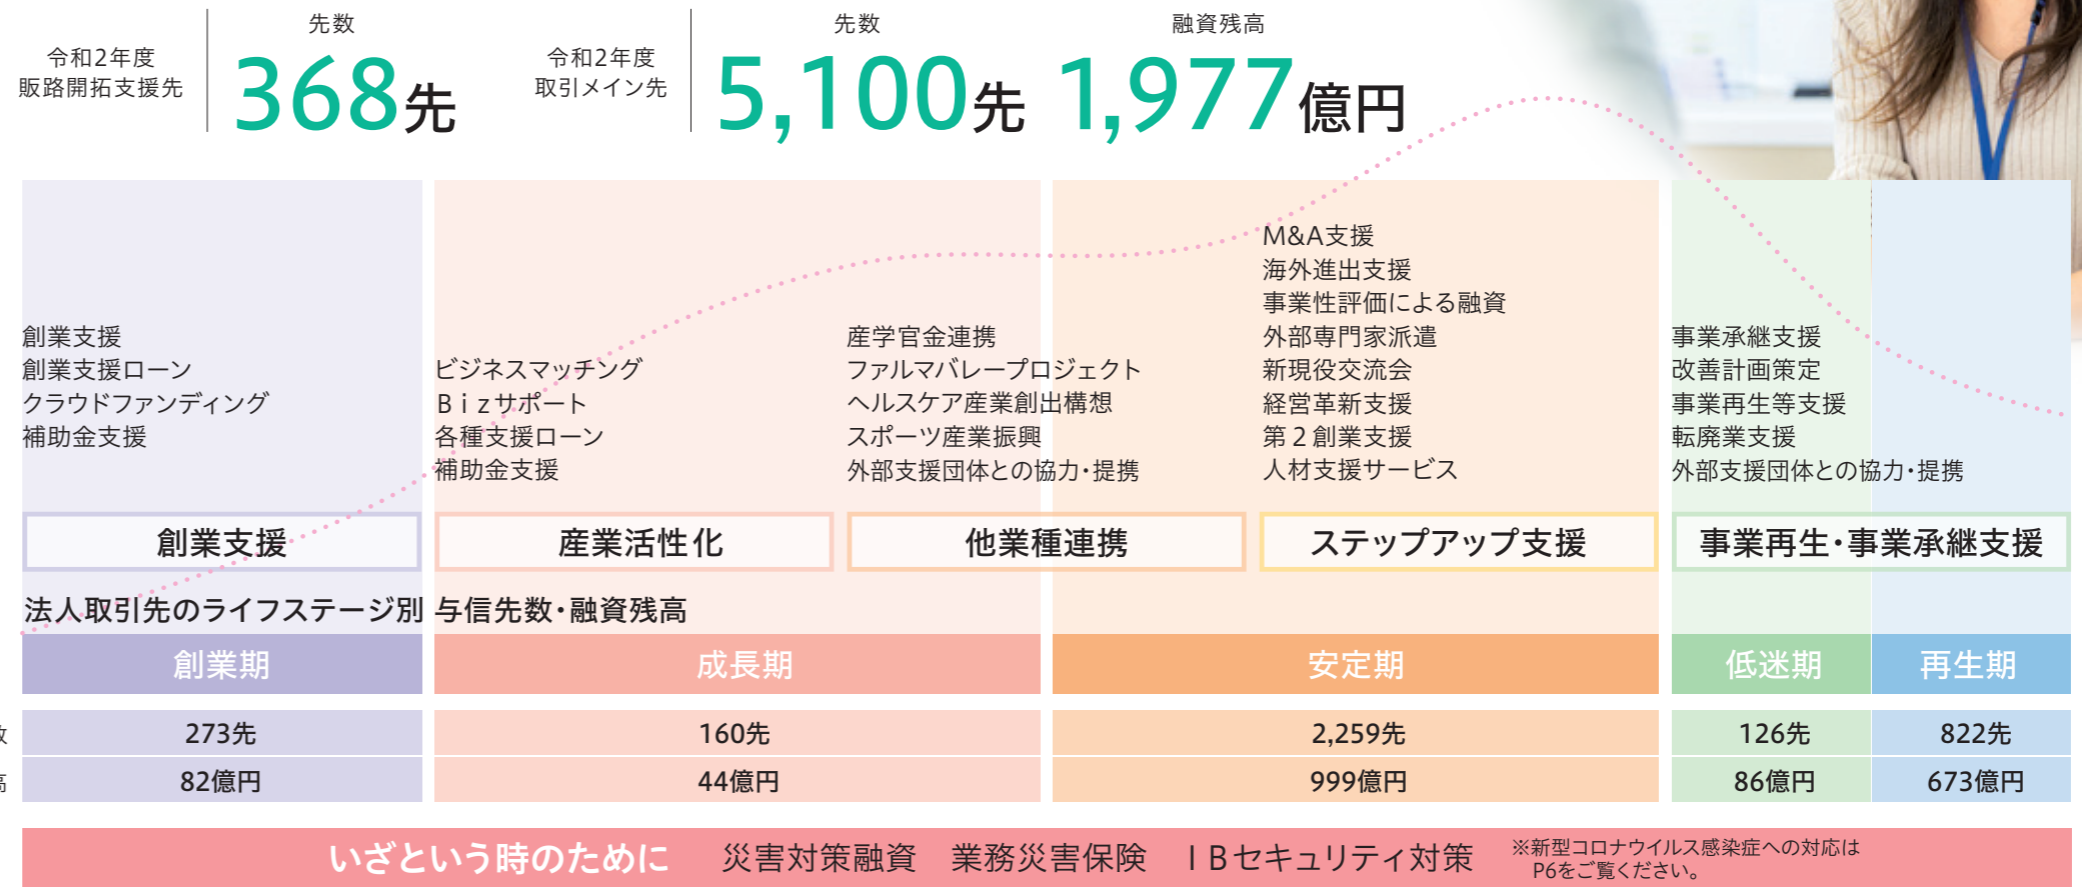 令和2年度
販路開拓支援先
先数
368先
令和2年度
取引メイン先
先数
5,100先
融資残高
1,977億円
創業支援
創業支援ローン
クラウドファンディング
補助金支援
ビジネスマッチング
Ｂｉｚサポート
各種支援ローン
補助金支援
産学官金連携
ファルマバレープロジェクト
ヘルスケア産業創出構想
スポーツ産業振興
外部支援団体との協力・提携
M&A支援
海外進出支援
事業性評価による融資
外部専門家派遣
新現役交流会
経営革新支援
第２創業支援
人材支援サービス
事業承継支援
改善計画策定
事業再生等支援
転廃業支援
外部支援団体との協力・提携
創業支援
産業活性化
他業種連携
ステップアップ支援
事業再生・事業承継支援
法人取引先のライフステージ別 与信先数・融資残高
創業期
成長期
安定期
低迷期
再生期
273先
160先
2,259先
126先
822先
82億円
44億円
999億円
86億円
673億円
いざという時のために
災害対策融資 業務災害保険 ＩＢセキュリティ対策
※新型コロナウイルス感染症への対応は
P6をご覧ください。